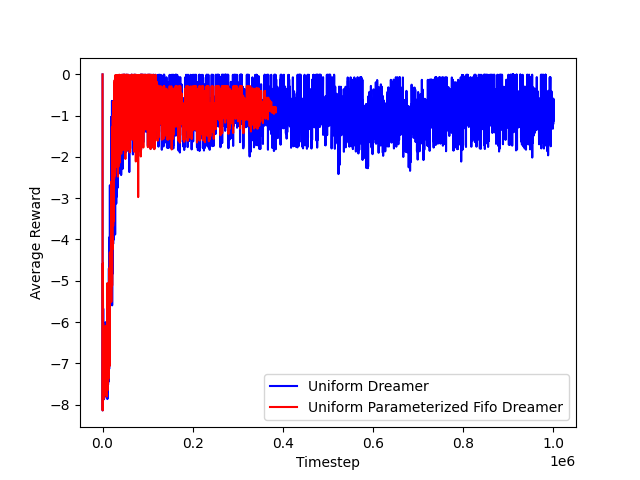 0
−1
−2
−3
−4
−5
−6
−7
−8
Average Reward
Uniform Dreamer
Uniform Parameterized Fifo Dreamer
0.0 0.2 0.4 0.6 0.8 1.0
Timestep
1e6